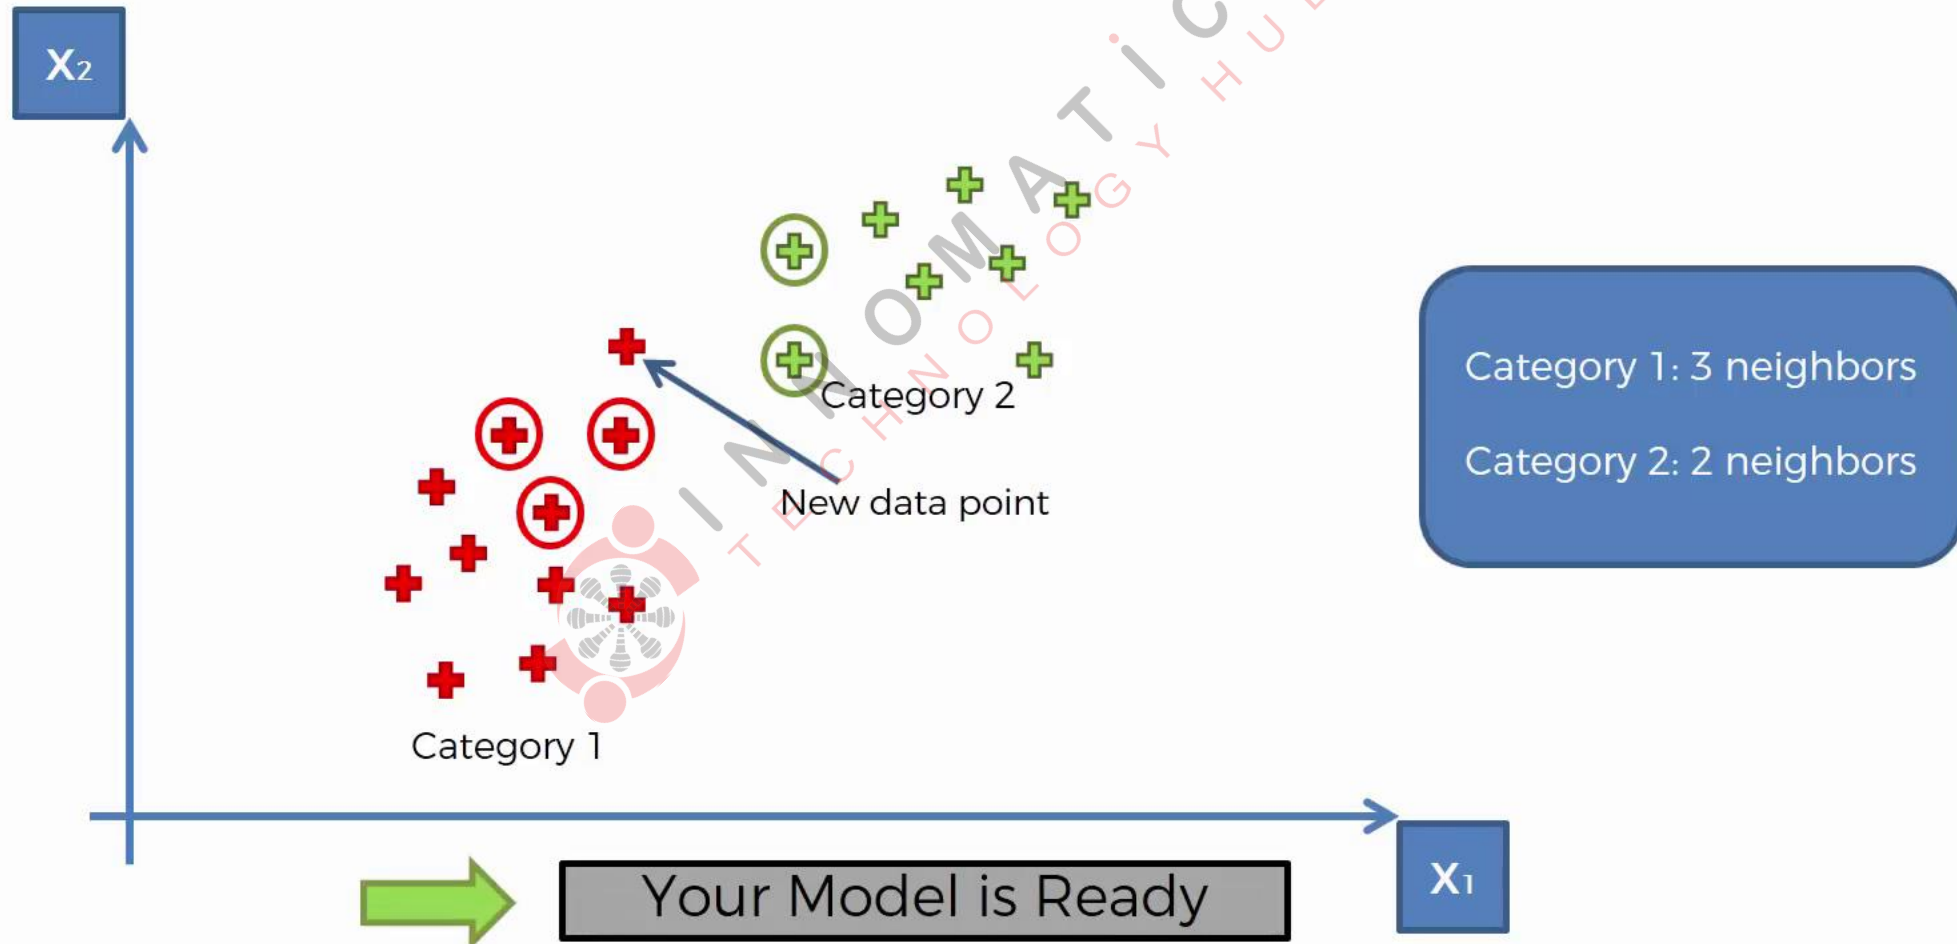 X2
INNOMATIC
TECHNOLOGY HUB
Category 2
New data point
Category 1: 3 neighbors
Category 2: 2 neighbors
Category 1
Your Model is Ready
X1